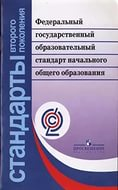 стандарты
второго поколения
Федеральный
государственный
образовательный
стандарт начального
общего образования
ПРОСВЕЩЕНИЕ